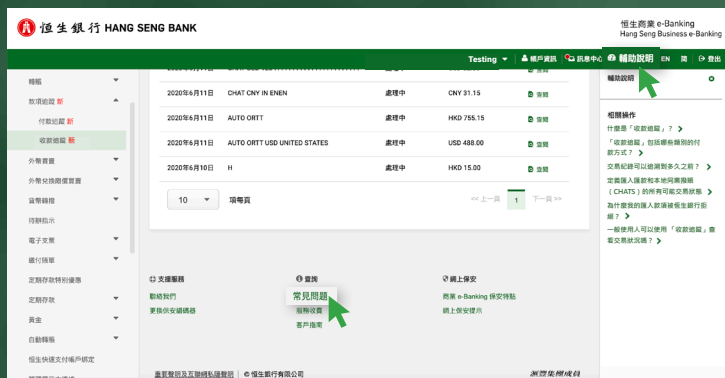 恒生銀行 HANG SENG BANK
恒生商業 e-Banking
Hang Seng Business e-Banking
Testing 帳戶資訊 訊息中心 輔助說明 EN 簡 登出
轉賬
款項追蹤 新
付款追蹤 新
收款追蹤 新
外幣買賣
外幣兌換限價買賣
貨幣轉換
待辦指示
電子支票
繳付賬單
定期存款特別優惠
定期存款
黃金
自動轉賬
恒生快速支付帳戶綁定
2020年6月11日 CHAT CNY IN ENEN 處理中 CNY 31.15 查閱
2020年6月11日 AUTO ORTT 處理中 HKD 755.15 查閱
2020年6月11日 AUTO ORTT USD UNITED STATES 處理中 USD 488.00 查閱
2020年6月10日 H 處理中 HKD 15.00 查閱
10 項每頁
<<上一頁 1 下一頁>>
支援服務
聯絡我們
更換保安編碼器
查詢
常見問題
服務收費
客戶指南
網上保安
商業 e-Banking 保安特點
網上保安提示
重要聲明及互聯網私隱聲明 | © 恒生銀行有限公司
滙豐集團成員
輔助說明
相關操作
什麼是「收款追蹤」？
「收款追蹤」包括哪些類別的付
款方式？
交易紀錄可以追溯到多久之前？
定義匯入匯款和本地同業撥賬
（CHATS）的所有可能交易狀態
為什麼我的匯入款項被恒生銀行拒
絕？
一般使用人可以使用「收款追蹤」查
看交易狀況嗎？